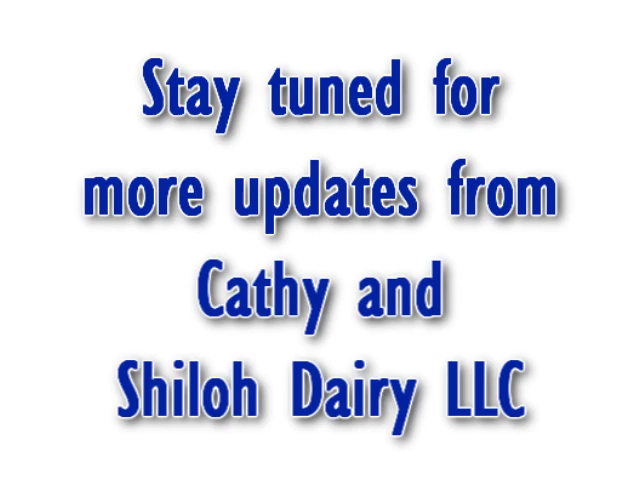 Stay tuned for
more updates from
Cathy and
Shiloh Dairy LLC